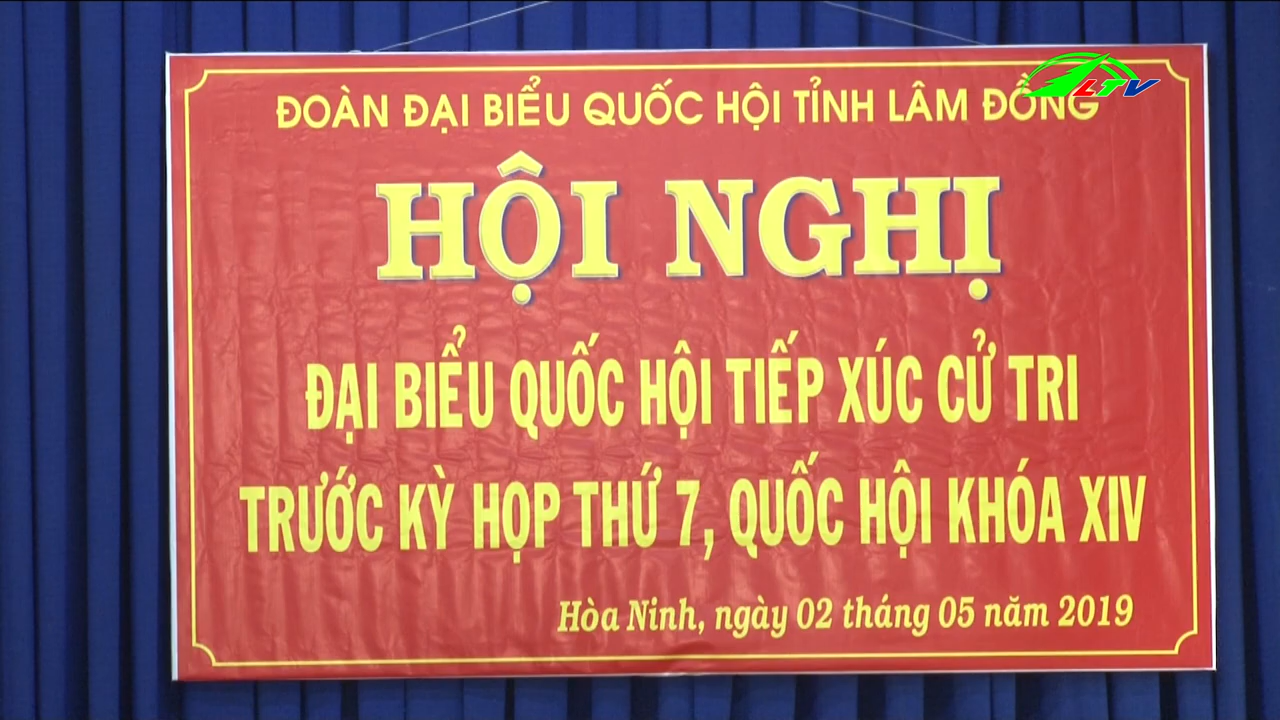 LTV
ĐOÀN ĐẠI BIỂU QUỐC HỘI TỈNH LÂM ĐỒNG
HỘI NGHỊ
ĐẠI BIỂU QUỐC HỘI TIẾP XÚC CỬ TRI
TRƯỚC KỲ HỌP THỨ 7, QUỐC HỘI KHÓA XIV
Hòa Ninh, ngày 02 tháng 05 năm 2019